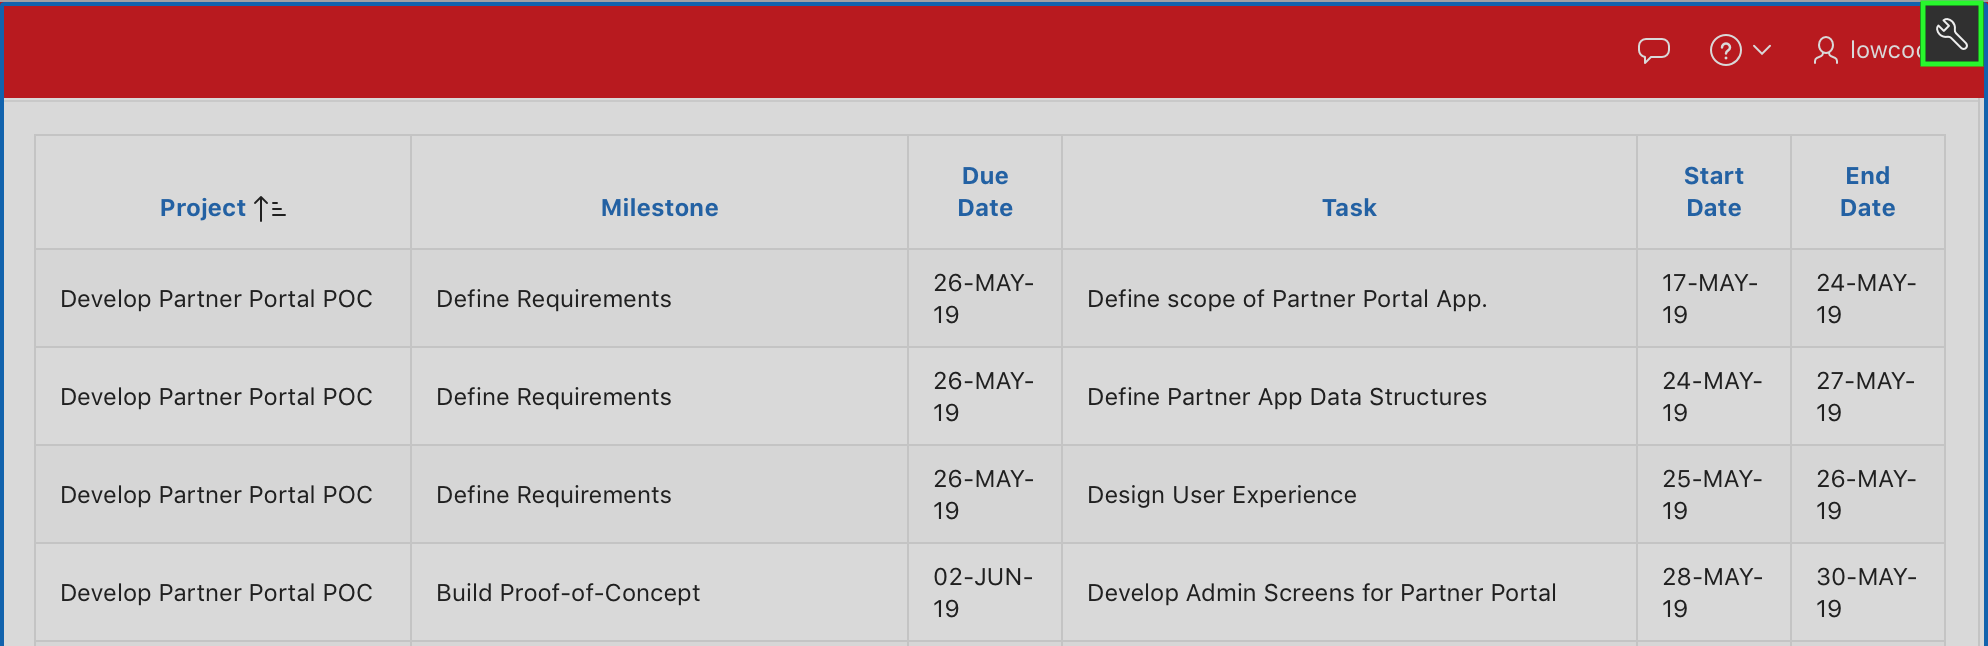 lowco
Project
Milestone
Due
Date
Task
Start
Date
End
Date
Develop Partner Portal POC
Define Requirements
26-MAY-
19
Define scope of Partner Portal App.
17-MAY-
19
24-MAY-
19
Develop Partner Portal POC
Define Requirements
26-MAY-
19
Define Partner App Data Structures
24-MAY-
19
27-MAY-
19
Develop Partner Portal POC
Define Requirements
26-MAY-
19
Design User Experience
25-MAY-
19
26-MAY-
19
Develop Partner Portal POC
Build Proof-of-Concept
02-JUN-
19
Develop Admin Screens for Partner Portal
28-MAY-
19
30-MAY-
19